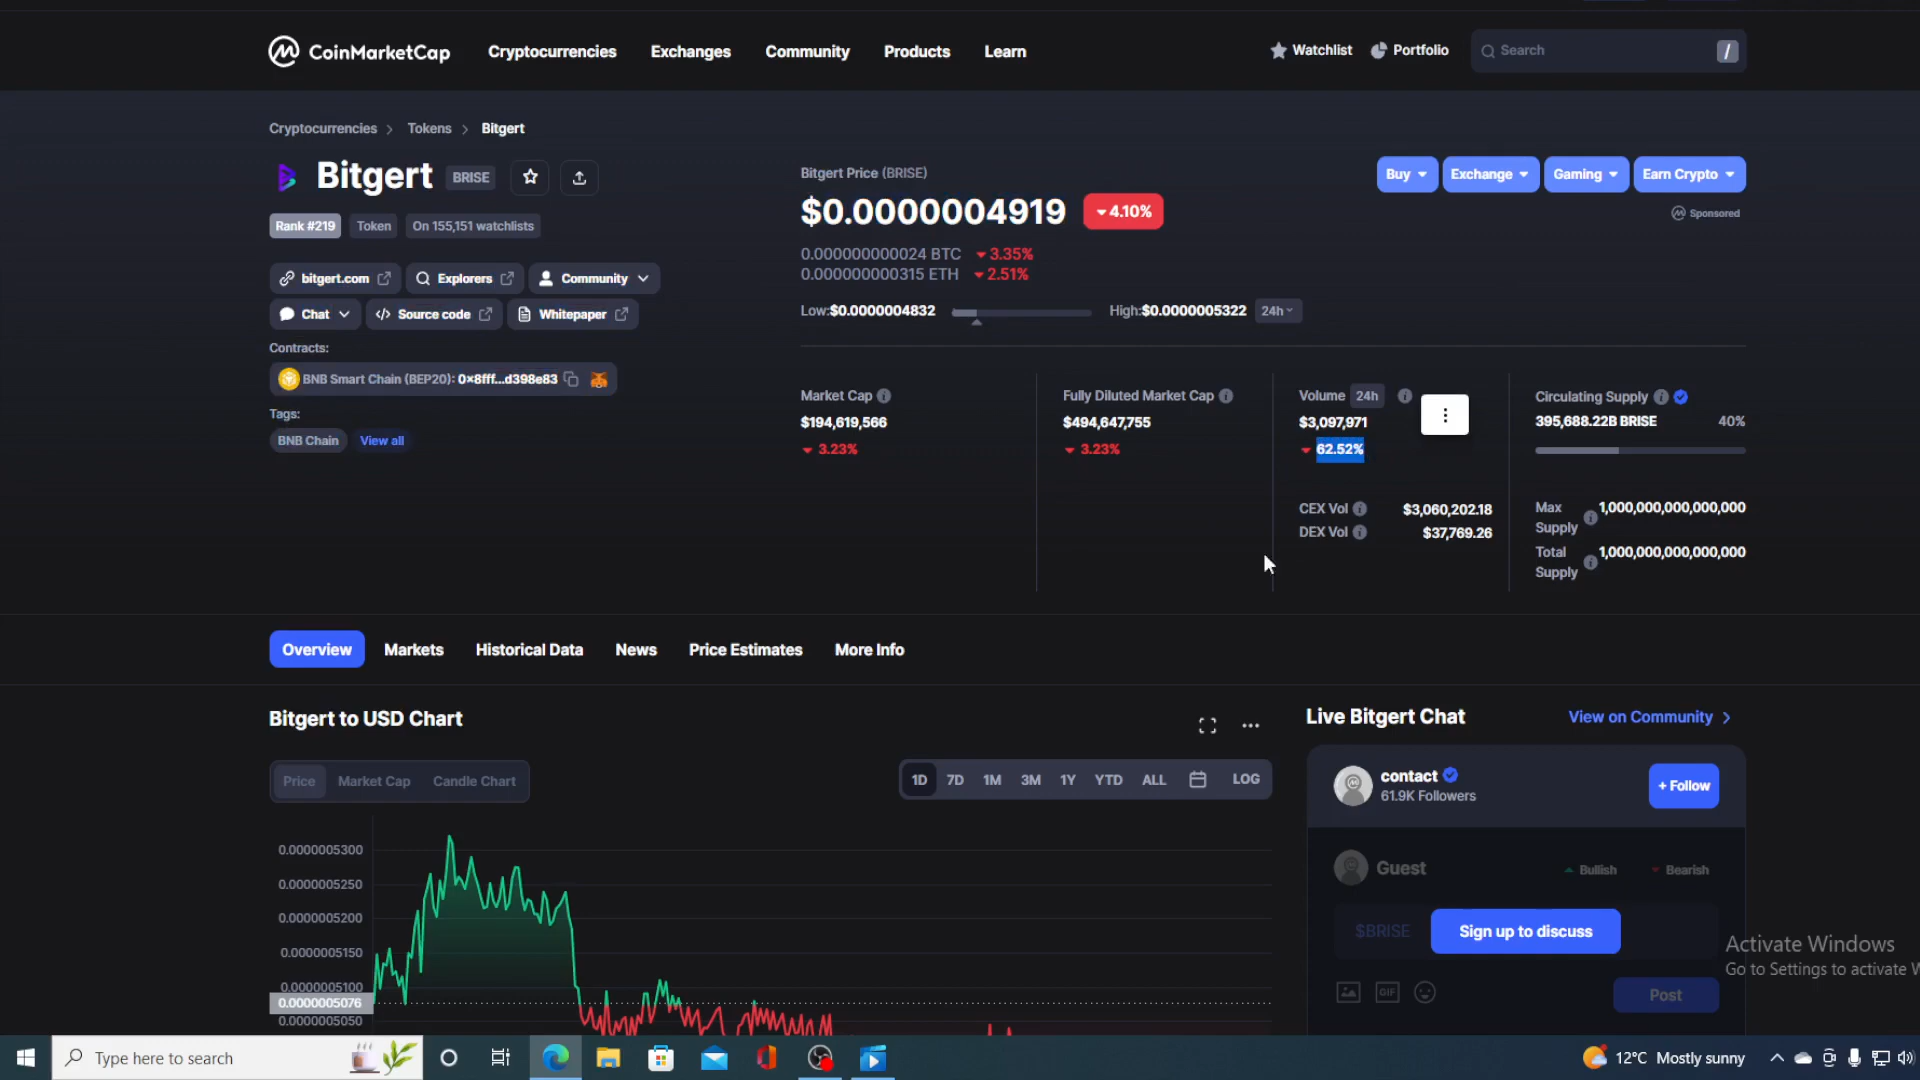 CoinMarketCap Cryptocurrencies Exchanges Community Products Learn Watchlist Portfolio Search /
Cryptocurrencies > Tokens > Bitgert
Bitgert BRISE
Rank #219 Token On 155,151 watchlists
bitgert.com Explorers Community
Chat Source code Whitepaper
Contracts:
BNB Smart Chain (BEP20): 0x8fff...d398e83
Tags:
BNB Chain View all
Bitgert Price (BRISE)
$0.0000004919 4.10%
0.000000000024 BTC 3.35%
0.000000000315 ETH 2.51%
Low:$0.0000004832 High:$0.0000005322 24h
Buy Exchange Gaming Earn Crypto
Sponsored
Market Cap
$194,619,566
3.23%
Fully Diluted Market Cap
$494,647,755
3.23%
Volume 24h
$3,097,971
62.52%
CEX Vol $3,060,202.18
DEX Vol $37,769.26
Circulating Supply
395,688.22B BRISE 40%
Max Supply 1,000,000,000,000,000
Total Supply 1,000,000,000,000,000
Overview Markets Historical Data News Price Estimates More Info
Bitgert to USD Chart
Price Market Cap Candle Chart
1D 7D 1M 3M 1Y YTD ALL LOG
0.0000005300
0.0000005250
0.0000005200
0.0000005150
0.0000005100
0.0000005076
0.0000005050
Live Bitgert Chat View on Community >
contact
61.9K Followers
+ Follow
Guest Bullish Bearish
$BRISE Sign up to discuss
GIF Post
Activate Windows
Go to Settings to activate W
Type here to search
12°C Mostly sunny